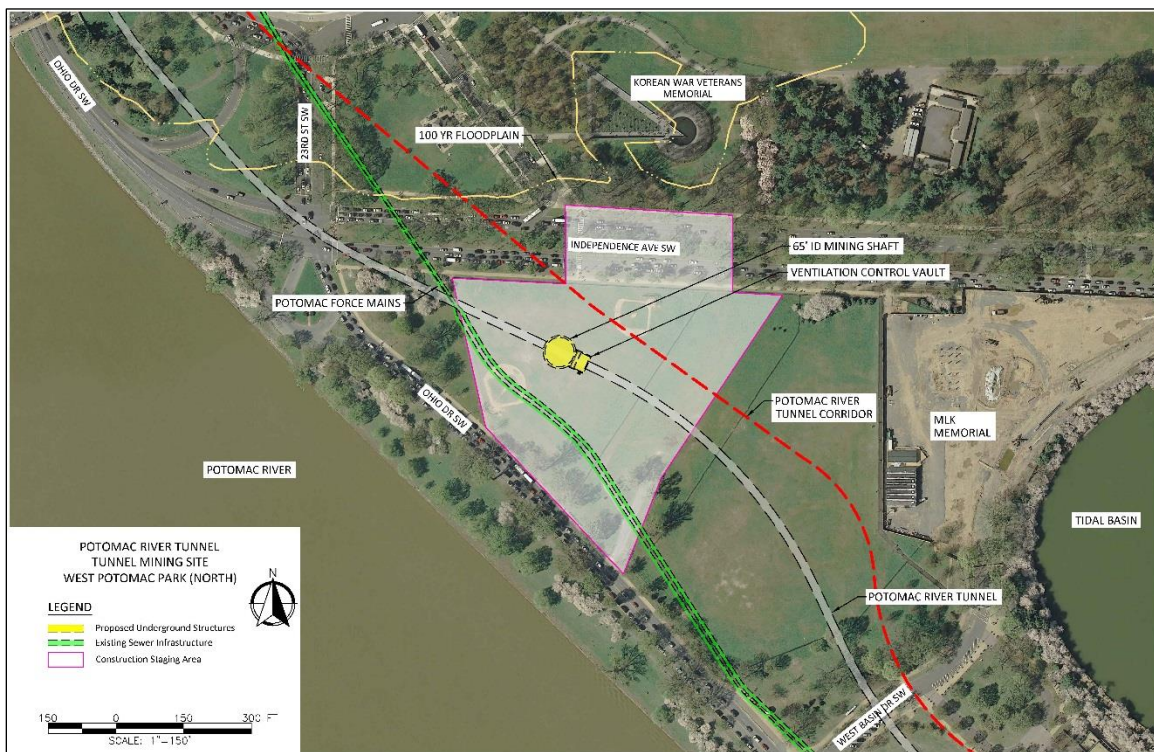 OHIO DR SW
23RD ST SW
100 YR FLOODPLAIN
KOREAN WAR VETERANS
MEMORIAL
INDEPENDENCE AVE SW
65' ID MINING SHAFT
VENTILATION CONTROL VAULT
POTOMAC FORCE MAINS
OHIO DR SW
POTOMAC RIVER
TUNNEL CORRIDOR
MLK
MEMORIAL
POTOMAC RIVER
TIDAL BASIN
POTOMAC RIVER TUNNEL
WEST BASIN DR SW
POTOMAC RIVER TUNNEL
TUNNEL MINING SITE
WEST POTOMAC PARK (NORTH)
N
LEGEND
Proposed Underground Structures
Existing Sewer Infrastructure
Construction Staging Area
150 0 150 300 FT
SCALE: 1"=150'